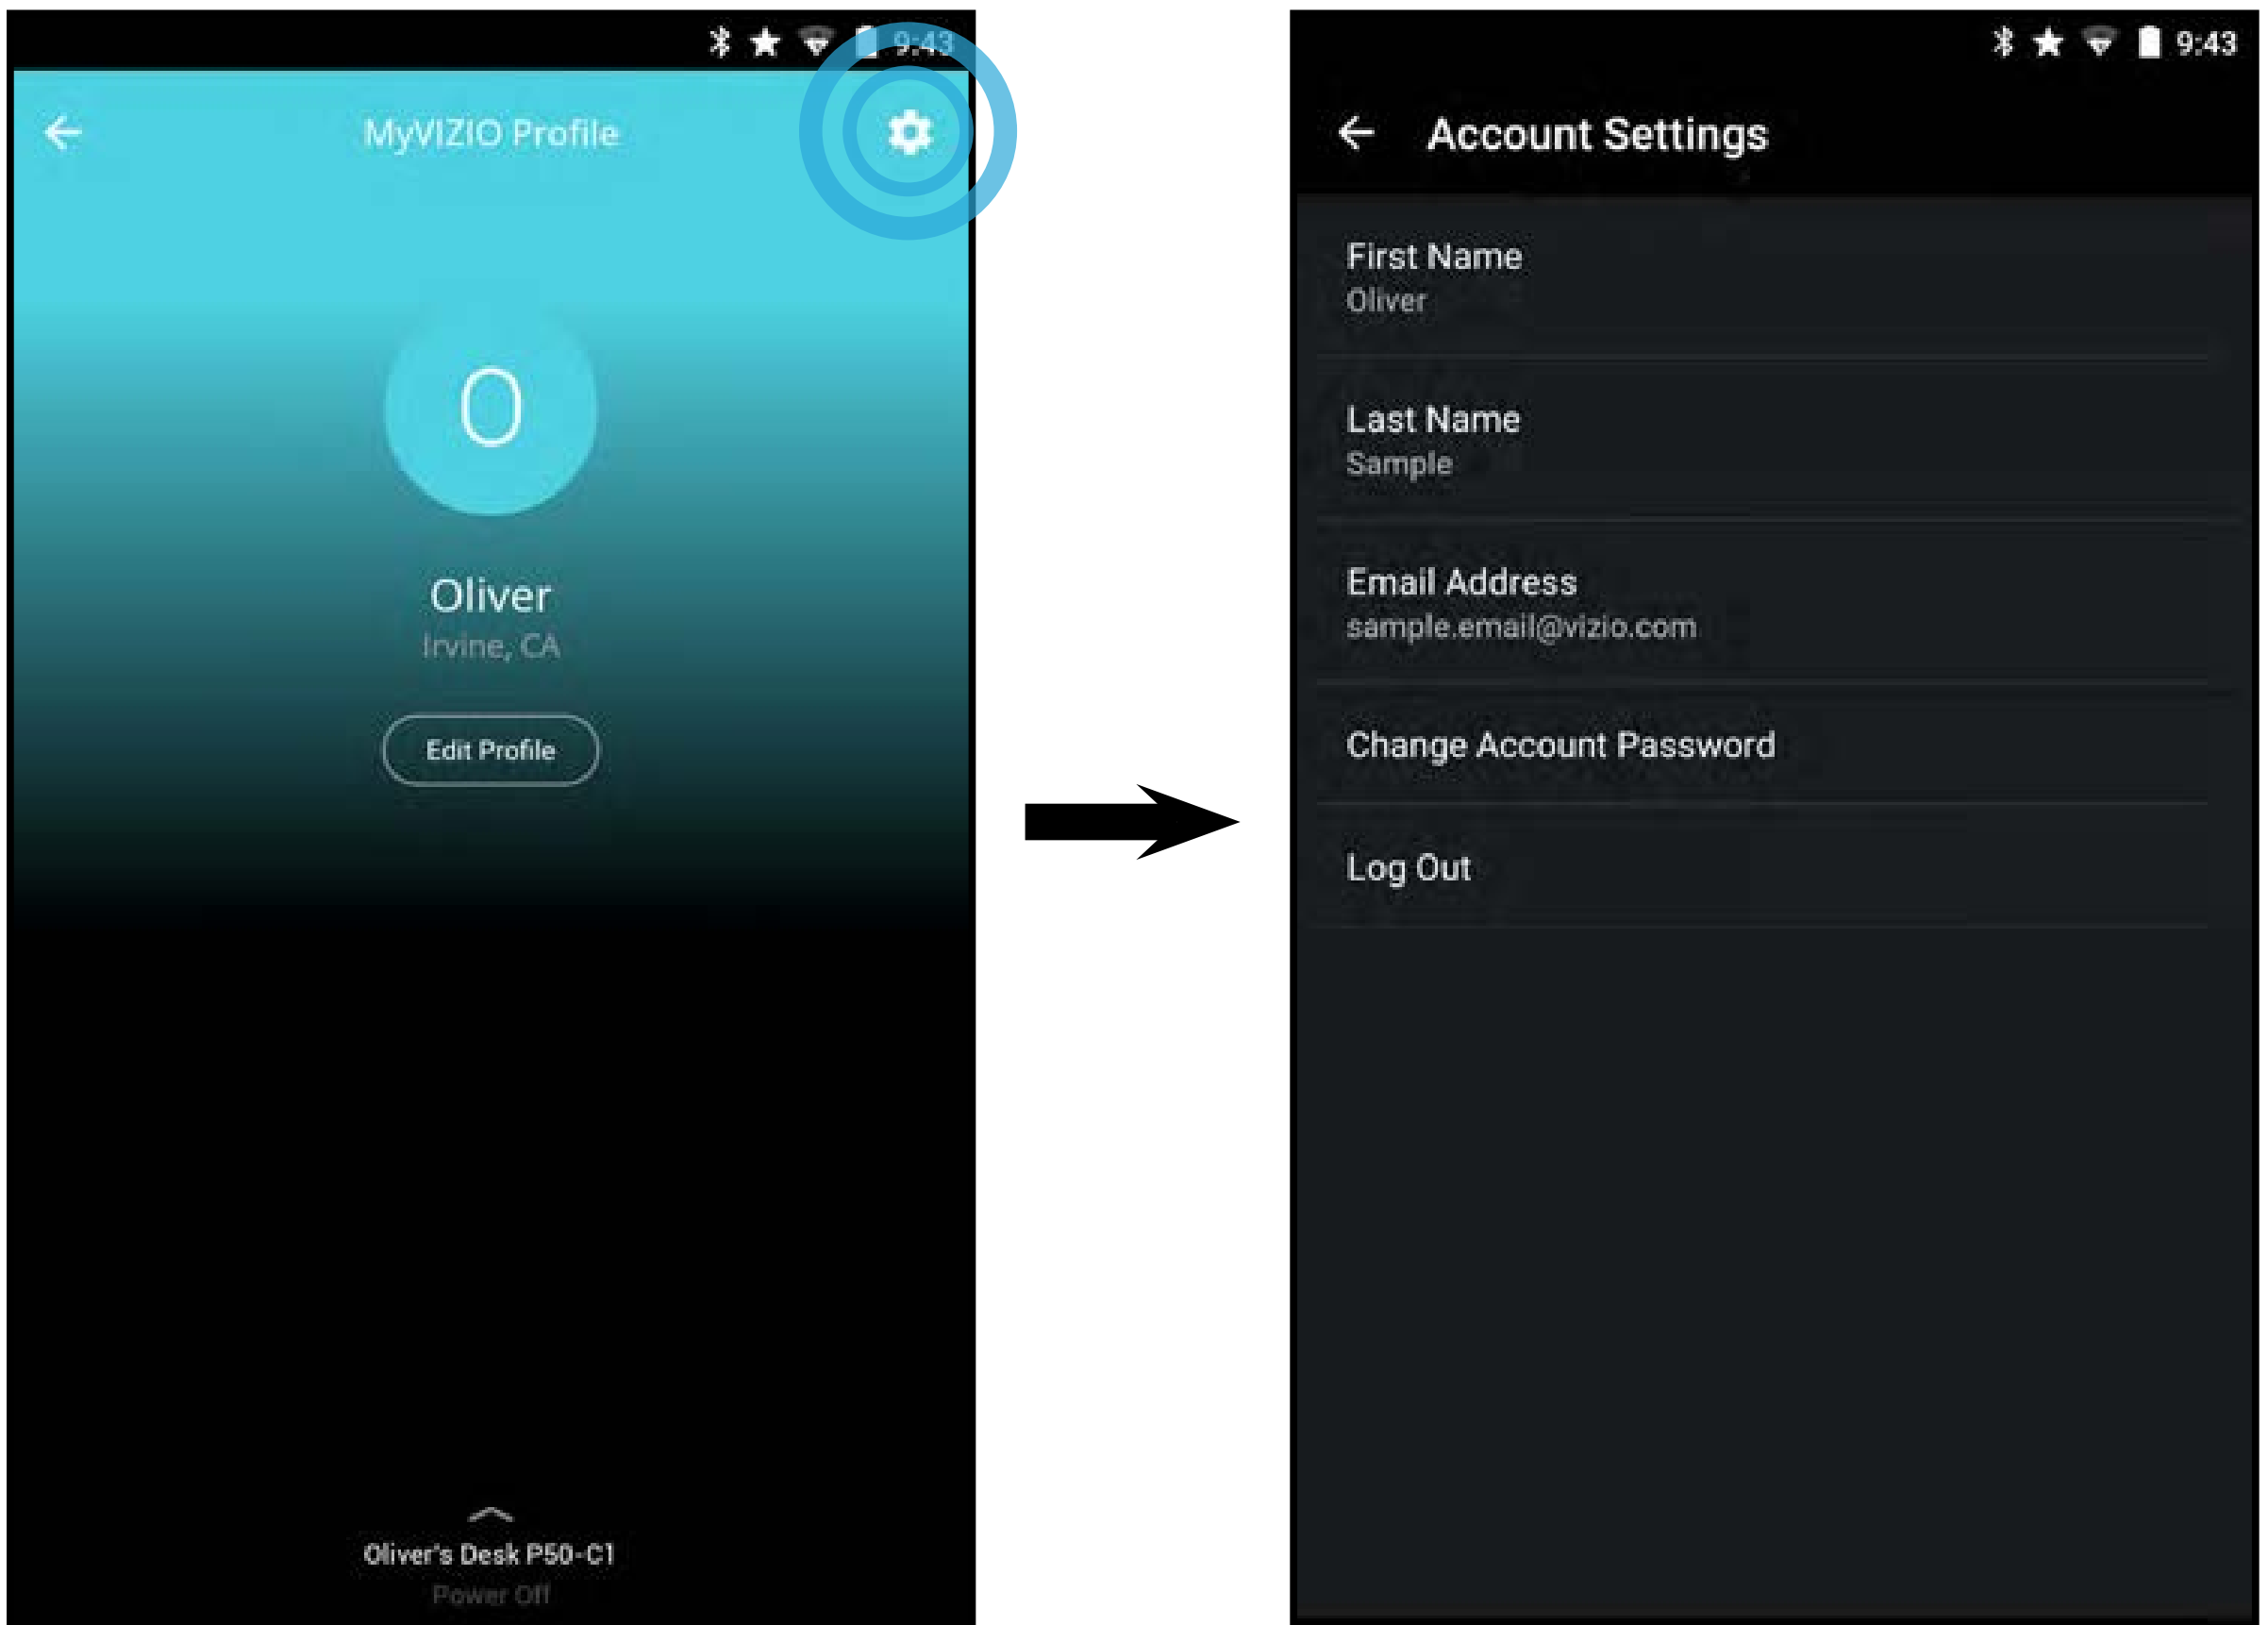 9:43
MyVIZIO Profile
O
Oliver
Irvine, CA
Edit Profile
Oliver's Desk P50-C1
Power Off
9:43
Account Settings
First Name
Oliver
Last Name
Sample
Email Address
sample.email@vizio.com
Change Account Password
Log Out